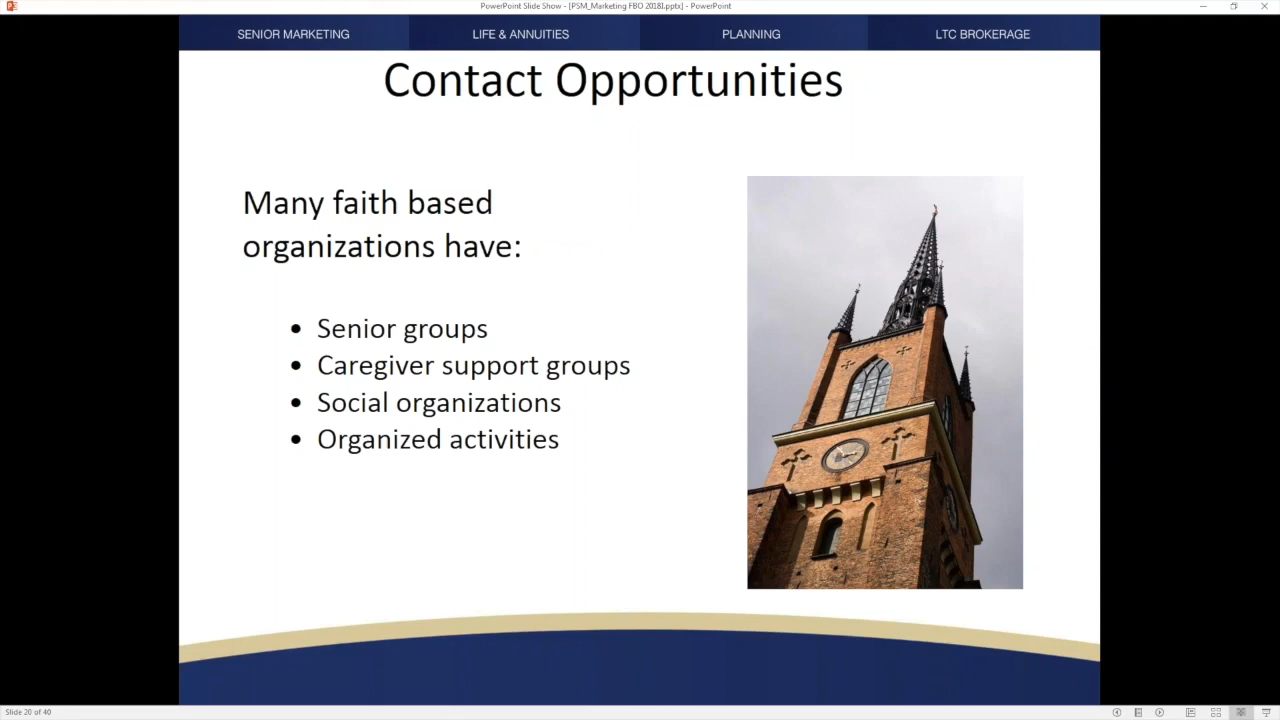 PowerPoint Slide Show - [PSM_Marketing FBO 2018].pptx] - PowerPoint
SENIOR MARKETING
LIFE & ANNUITIES
PLANNING
LTC BROKERAGE
Contact Opportunities
Many faith based
organizations have:
• Senior groups
• Caregiver support groups
• Social organizations
• Organized activities
Slide 20 of 40